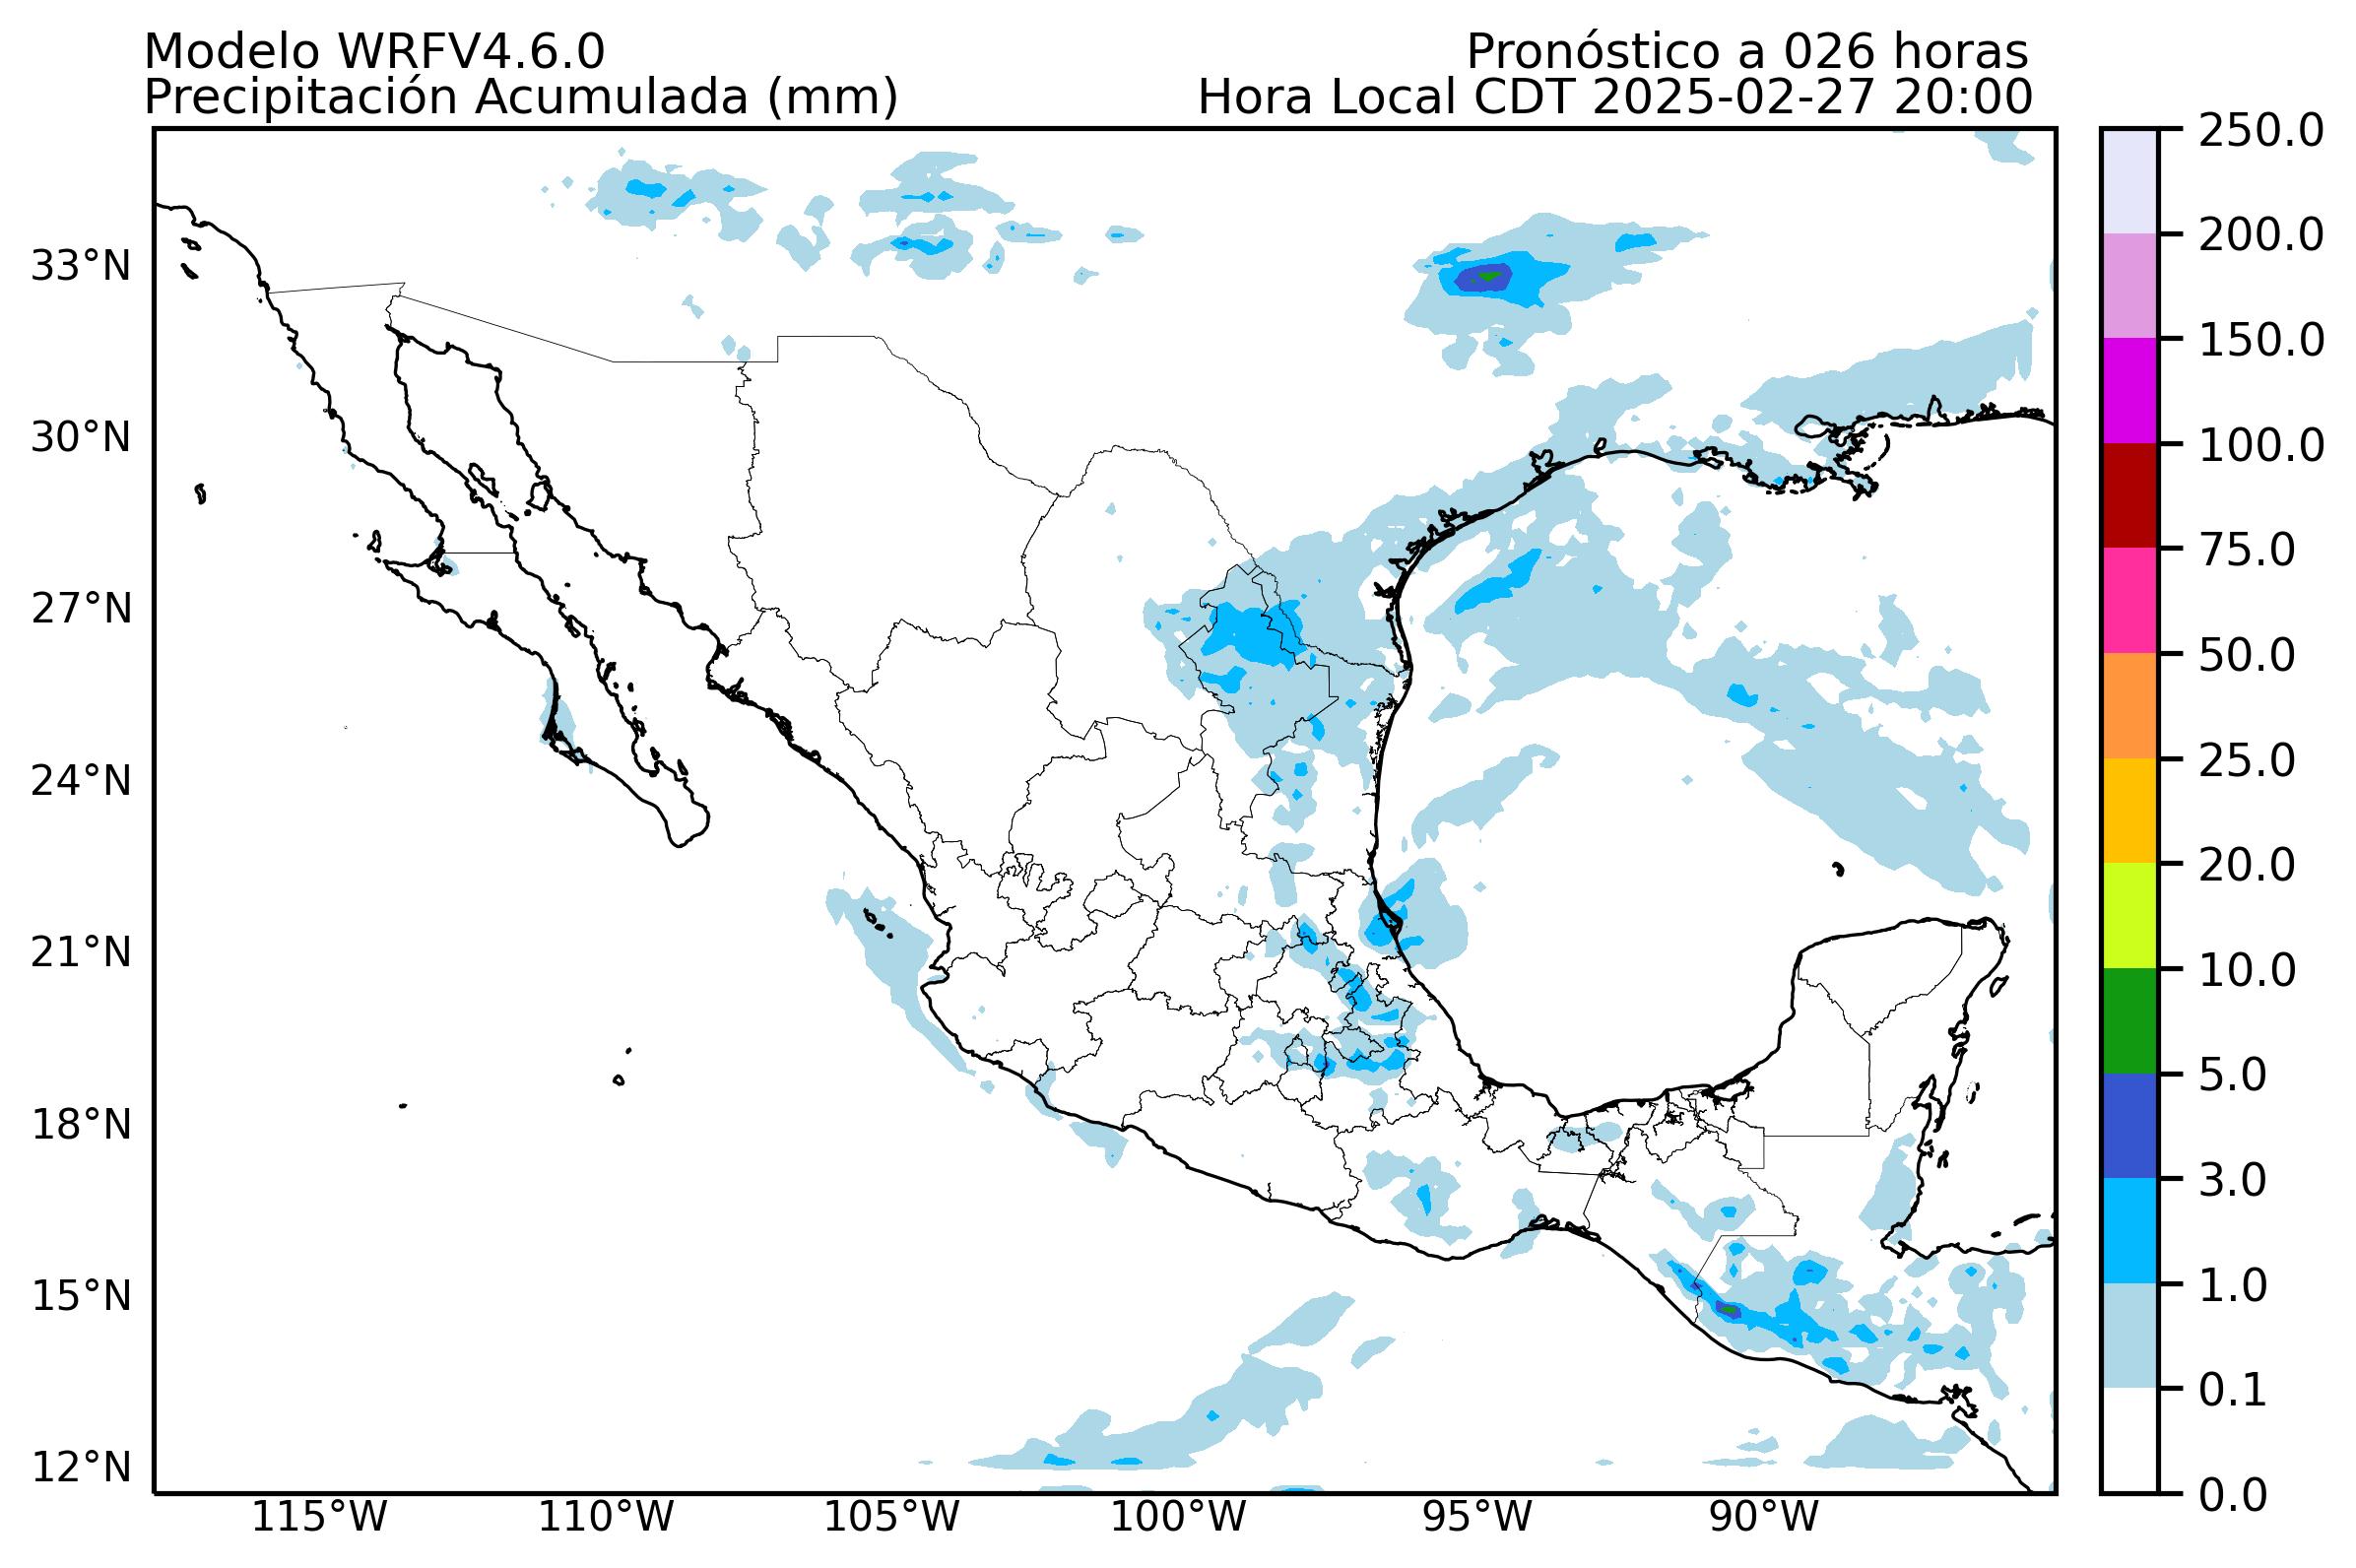 Modelo WRFV4.6.0
Pronóstico a 026 horas
Precipitación Acumulada (mm)
Hora Local CDT 2025-02-27 20:00
33°N
30°N
27°N
24°N
21°N
18°N
15°N
12°N
115°W
110°W
105°W
100°W
95°W
90°W
250.0
200.0
150.0
100.0
75.0
50.0
25.0
20.0
10.0
5.0
3.0
1.0
0.1
0.0